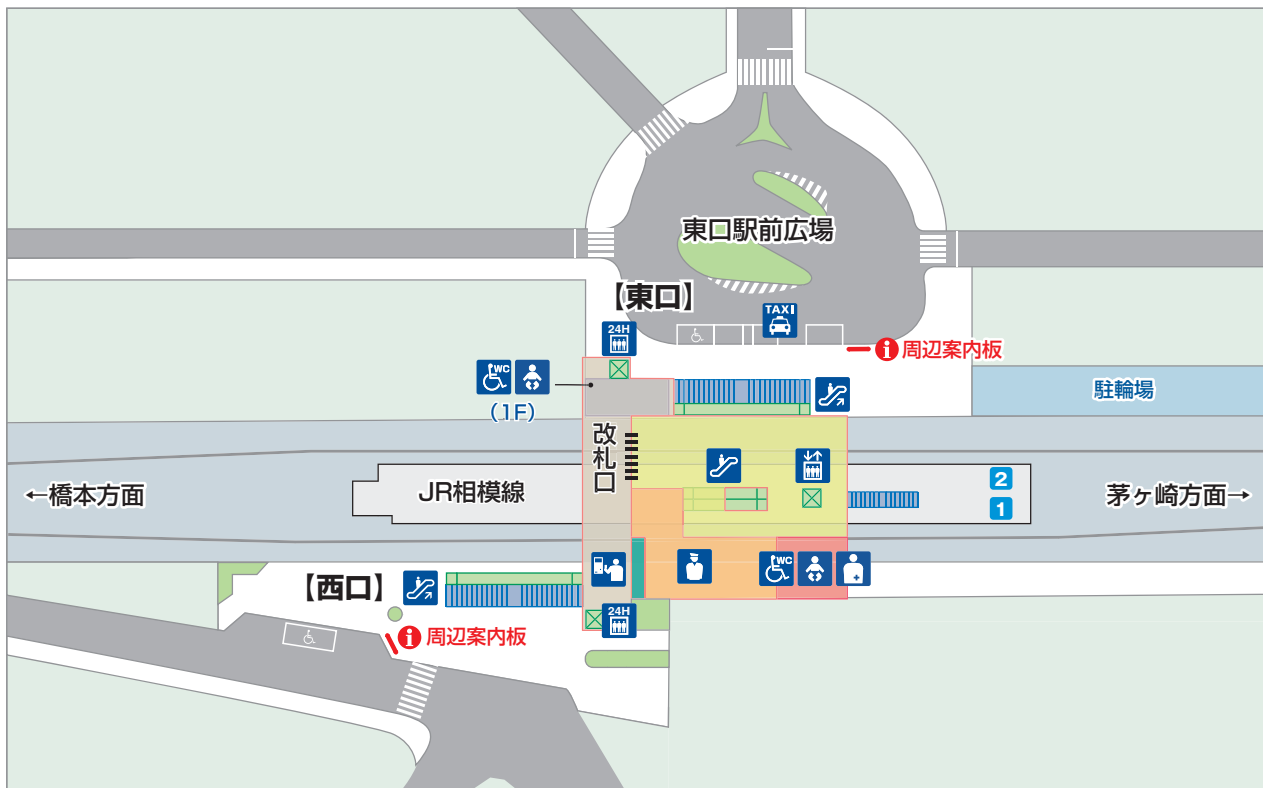 東口駅前広場
【東口】
TAXI
24H
周辺案内板
WC
(1F)
駐輪場
改札口
←橋本方面
JR相模線
2
1
茅ヶ崎方面→
WC
【西口】
24H
周辺案内板